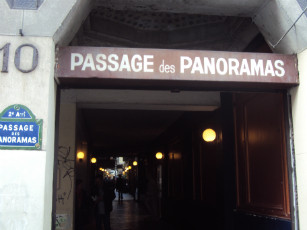 10
PASSAGE des PANORAMAS
2e Arrt
PASSAGE
DES
PANORAMAS